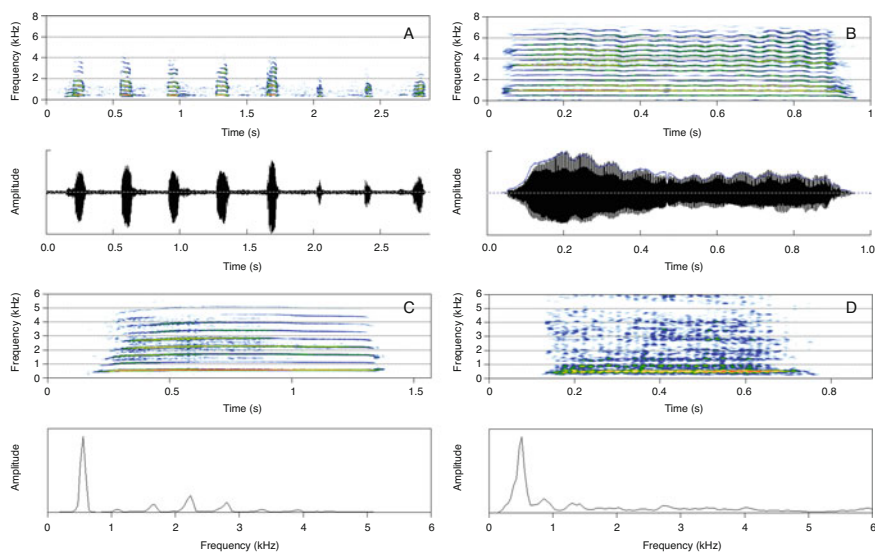 A
Frequency (kHz)
8
6
4
2
0
0 0.5 1.0 1.5 2.0 2.5
Time (s)
Amplitude
0.0 0.5 1.0 1.5 2.0 2.5
Time (s)
B
Frequency (kHz)
8
6
4
2
0
0 0.2 0.4 0.6 0.8 1
Time (s)
Amplitude
0.0 0.2 0.4 0.6 0.8 1.0
Time (s)
C
Frequency (kHz)
6
5
4
3
2
1
0
0 0.5 1 1.5
Time (s)
Amplitude
0 1 2 3 4 5 6
Frequency (kHz)
D
Frequency (kHz)
6
5
4
3
2
1
0
0 0.2 0.4 0.6 0.8
Time (s)
Amplitude
0 1 2 3 4 5 6
Frequency (kHz)